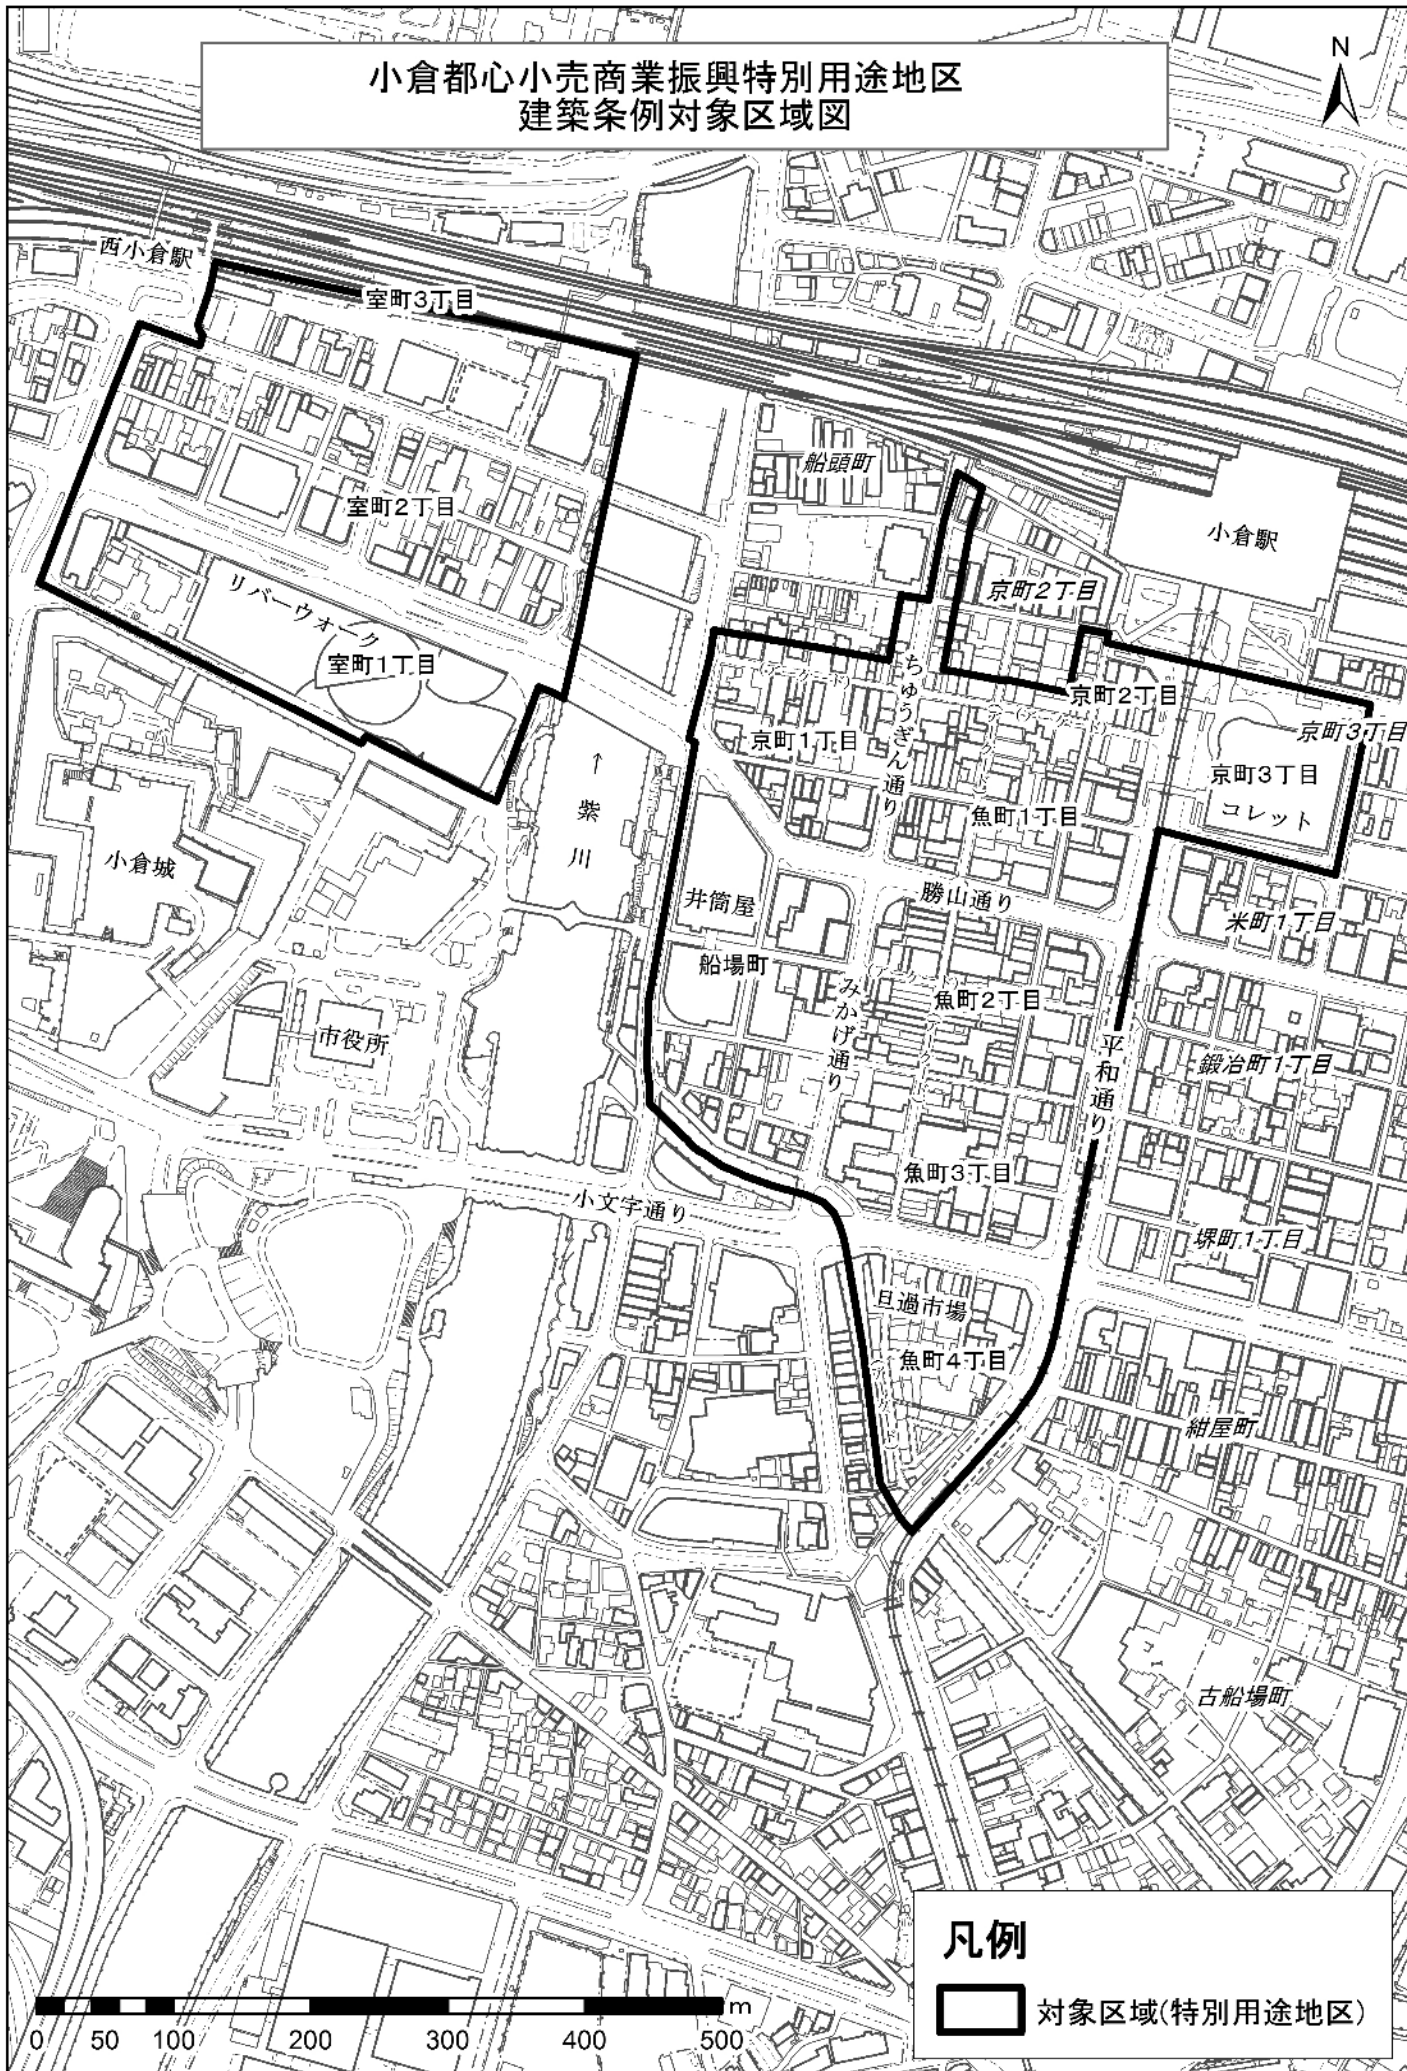 小倉都心小売商業振興特別用途地区
建築条例対象区域図
N
西小倉駅
室町3丁目
船頭町
室町2丁目
小倉駅
京町2丁目
リバーウォーク
室町1丁目
(アーケード)
ちゅうぎん通り
京町2丁目
京町3丁目
京町1丁目
京町3丁目
コレット
↑
紫川
魚町1丁目
小倉城
井筒屋
勝山通り
米町1丁目
船場町
みかげ通り
魚町2丁目
市役所
平和通り
鍛冶町1丁目
魚町3丁目
小文字通り
堺町1丁目
旦過市場
魚町4丁目
紺屋町
古船場町
凡例
対象区域(特別用途地区)
0 50 100 200 300 400 500 m